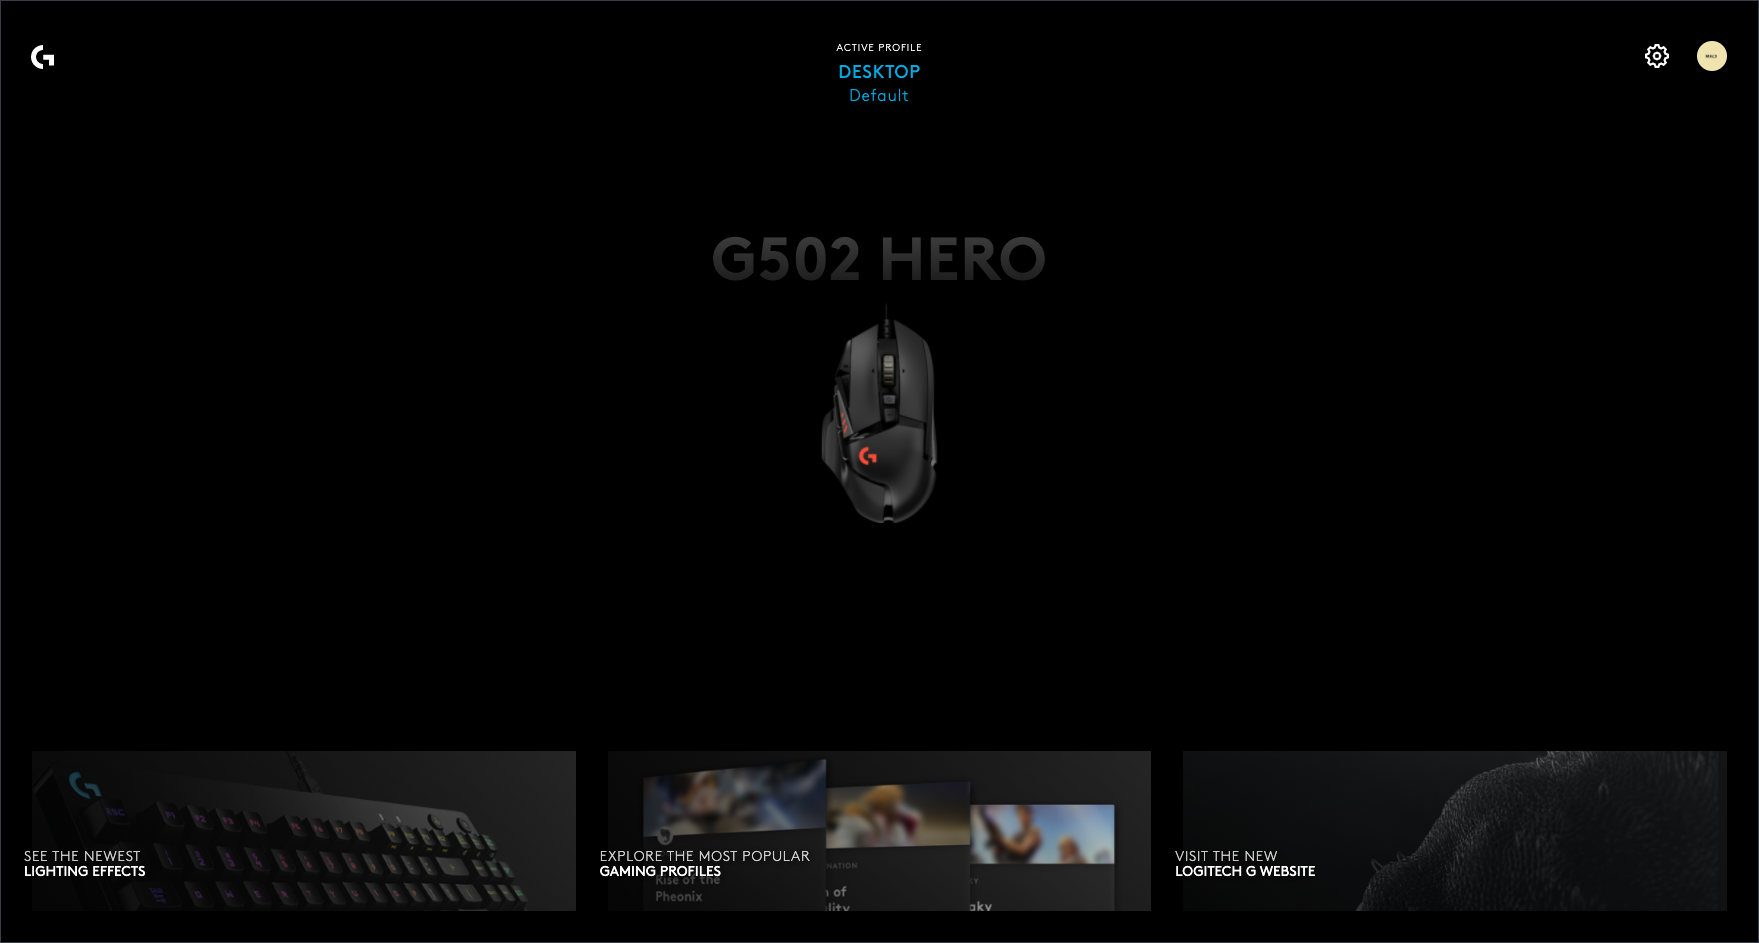 ACTIVE PROFILE
DESKTOP
Default
G502 HERO
SEE THE NEWEST
LIGHTING EFFECTS
EXPLORE THE MOST POPULAR
GAMING PROFILES
Rise of the
Pheonix
VISIT THE NEW
LOGITECH G WEBSITE